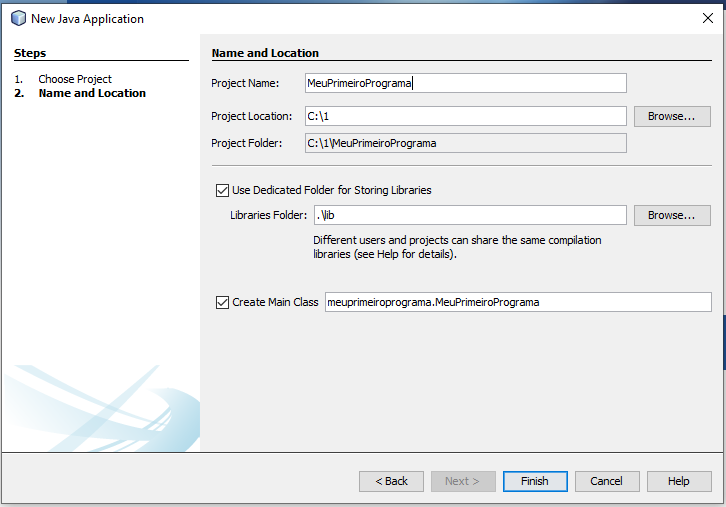 New Java Application
Steps
1. Choose Project
2. Name and Location
Name and Location
Project Name: MeuPrimeiroPrograma
Project Location: C:\1 Browse...
Project Folder: C:\1\MeuPrimeiroPrograma
Use Dedicated Folder for Storing Libraries
Libraries Folder: .\lib Browse...
Different users and projects can share the same compilation
libraries (see Help for details).
Create Main Class meuprimeiroprograma.MeuPrimeiroPrograma
< Back Next > Finish Cancel Help